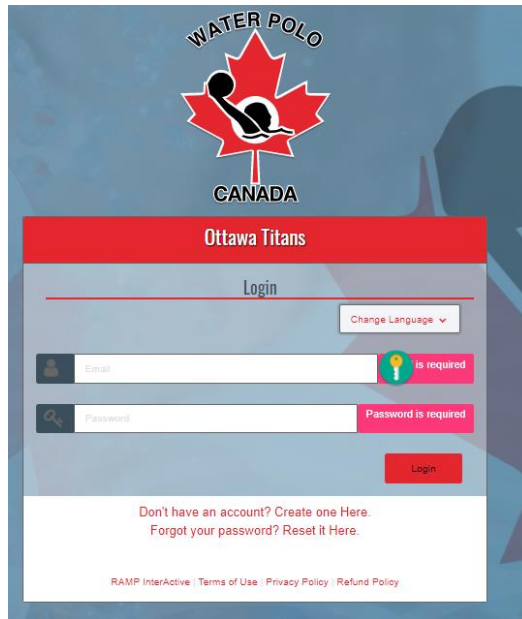 WATER POLO
CANADA
Ottawa Titans
Login
Change Language
Email
is required
Password
Password is required
Login
Don't have an account? Create one Here.
Forgot your password? Reset it Here.
RAMP InterActive | Terms of Use | Privacy Policy | Refund Policy